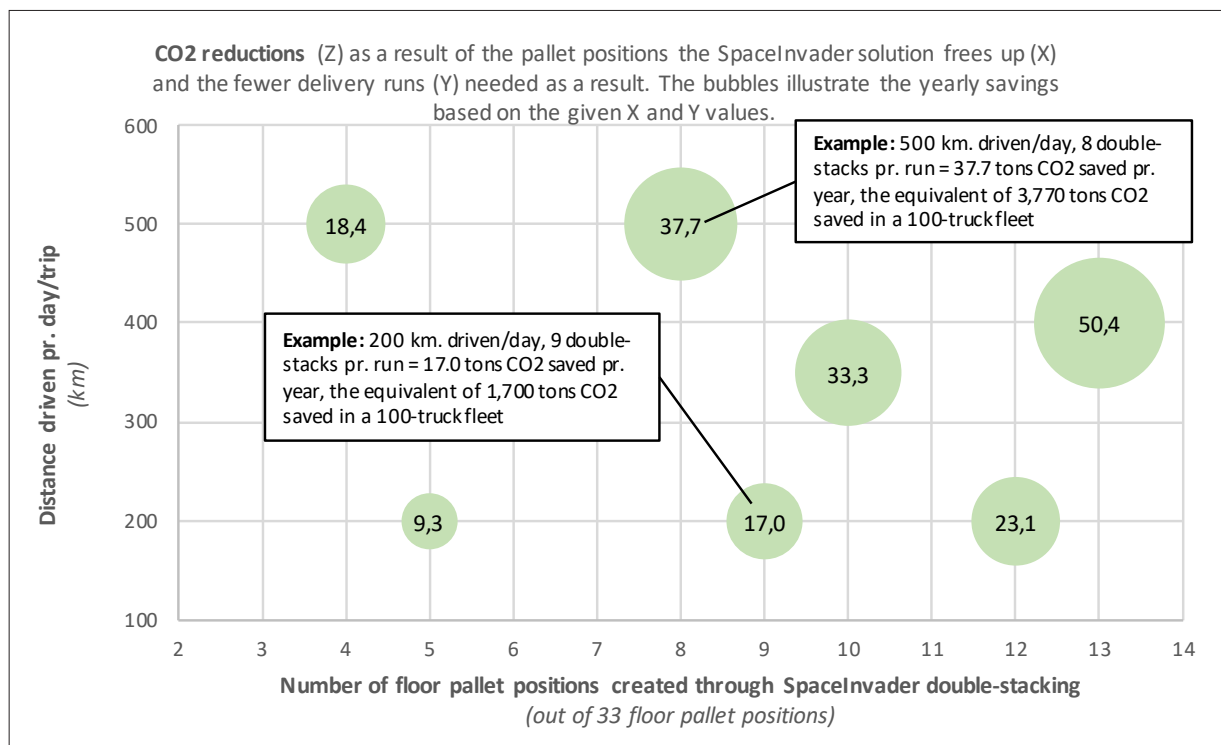 CO2 reductions (Z) as a result of the pallet positions the SpaceInvader solution frees up (X)
and the fewer delivery runs (Y) needed as a result. The bubbles illustrate the yearly savings
based on the given X and Y values.
600
Example: 500 km. driven/day, 8 double-
stacks pr. run = 37.7 tons CO2 saved pr.
year, the equivalent of 3,770 tons CO2
saved in a 100-truck fleet
500
18,4
37,7
Distance driven pr. day/trip
(km)
400
50,4
Example: 200 km. driven/day, 9 double-
stacks pr. run = 17.0 tons CO2 saved pr.
year, the equivalent of 1,700 tons CO2
saved in a 100-truck fleet
33,3
300
200
9,3
17,0
23,1
100
2 3 4 5 6 7 8 9 10 11 12 13 14
Number of floor pallet positions created through SpaceInvader double-stacking
(out of 33 floor pallet positions)